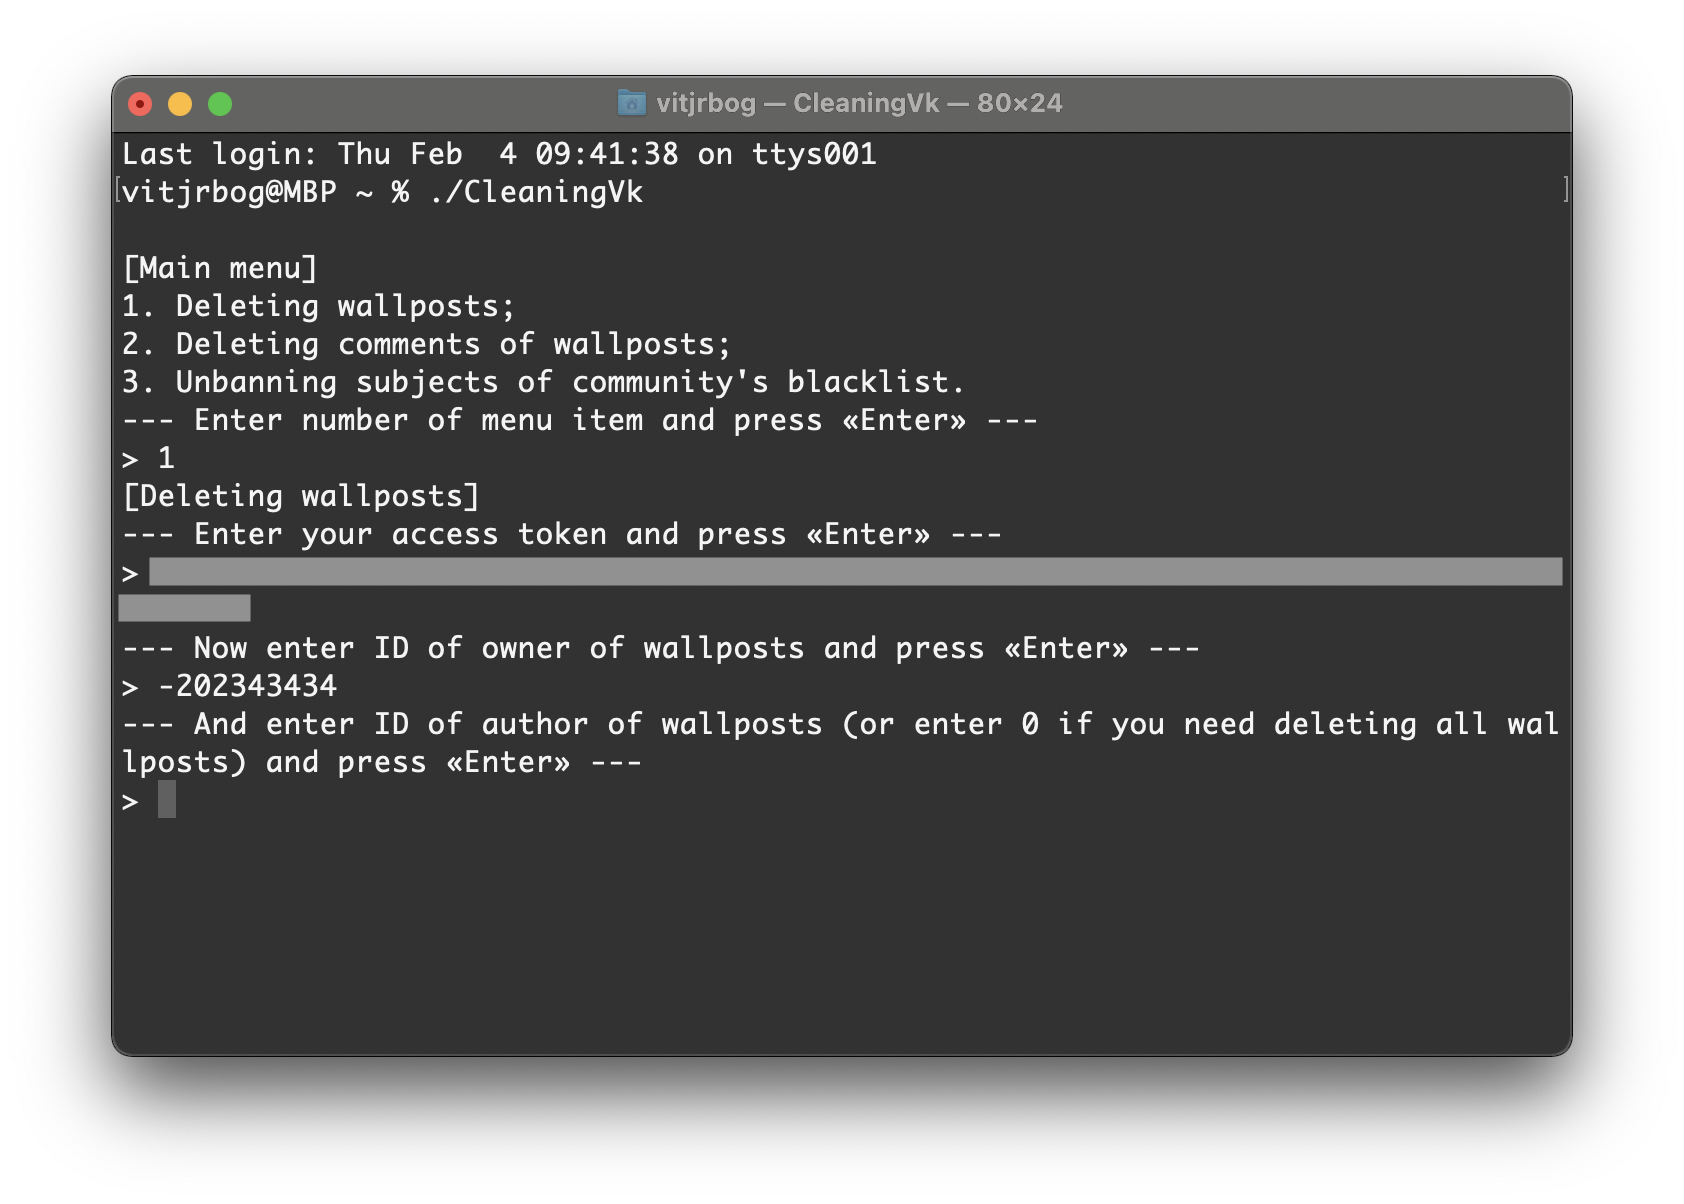 vitjrbog — CleaningVk — 80×24
Last login: Thu Feb  4 09:41:38 on ttys001
[vitjrbog@MBP ~ % ./CleaningVk ]
[Main menu]
1. Deleting wallposts;
2. Deleting comments of wallposts;
3. Unbanning subjects of community's blacklist.
--- Enter number of menu item and press «Enter» ---
> 1
[Deleting wallposts]
--- Enter your access token and press «Enter» ---
>
--- Now enter ID of owner of wallposts and press «Enter» ---
> -202343434
--- And enter ID of author of wallposts (or enter 0 if you need deleting all wal
lposts) and press «Enter» ---
>